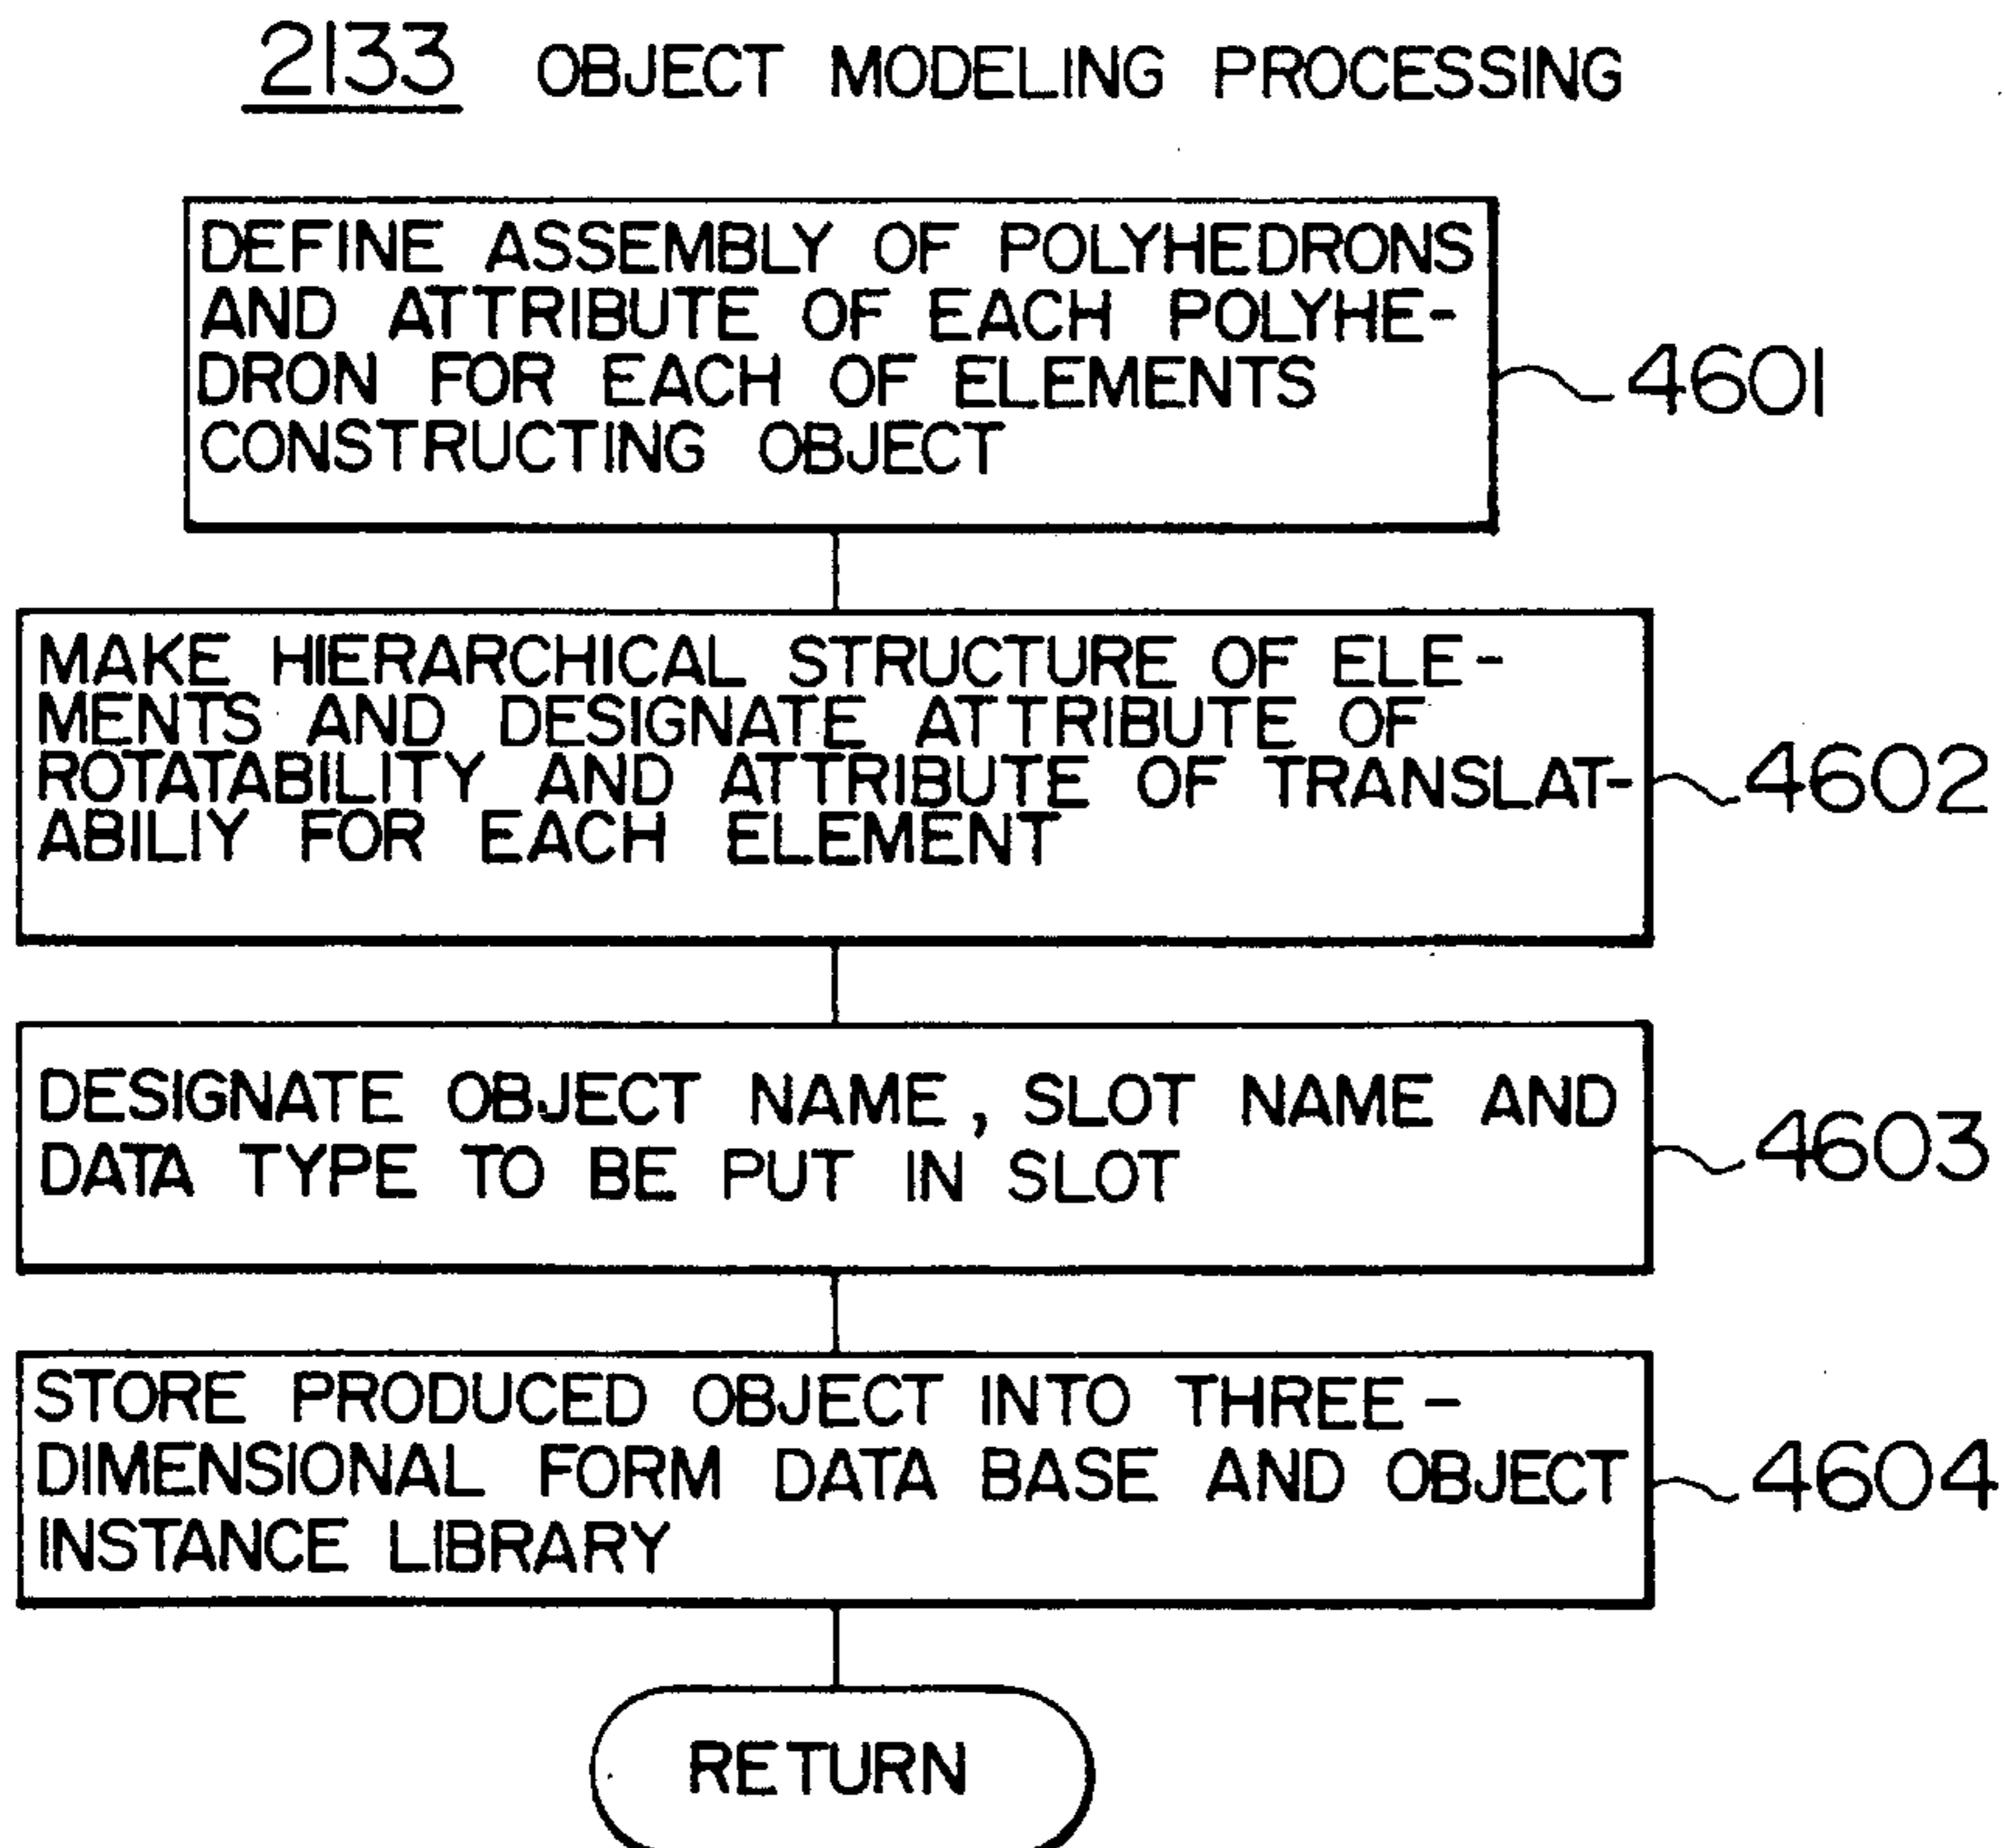 2133 OBJECT MODELING PROCESSING
DEFINE ASSEMBLY OF POLYHEDRONS
AND ATTRIBUTE OF EACH POLYHE-
DRON FOR EACH OF ELEMENTS
CONSTRUCTING OBJECT
4601
MAKE HIERARCHICAL STRUCTURE OF ELE-
MENTS AND DESIGNATE ATTRIBUTE OF
ROTATABILITY AND ATTRIBUTE OF TRANSLAT-
ABILIY FOR EACH ELEMENT
4602
DESIGNATE OBJECT NAME, SLOT NAME AND
DATA TYPE TO BE PUT IN SLOT
4603
STORE PRODUCED OBJECT INTO THREE-
DIMENSIONAL FORM DATA BASE AND OBJECT
INSTANCE LIBRARY
4604
RETURN